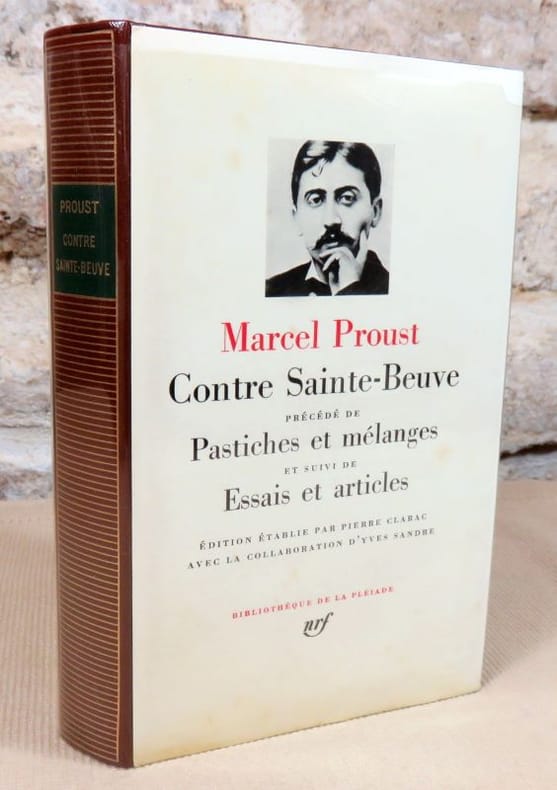 PROUST
CONTRE
SAINTE-BEUVE
Marcel Proust
Contre Sainte-Beuve
PRÉCÉDÉ DE
Pastiches et mélanges
ET SUIVI DE
Essais et articles
ÉDITION ÉTABLIE PAR PIERRE CLARAC
AVEC LA COLLABORATION D'YVES SANDRE
BIBLIOTHÈQUE DE LA PLÉIADE
nrf